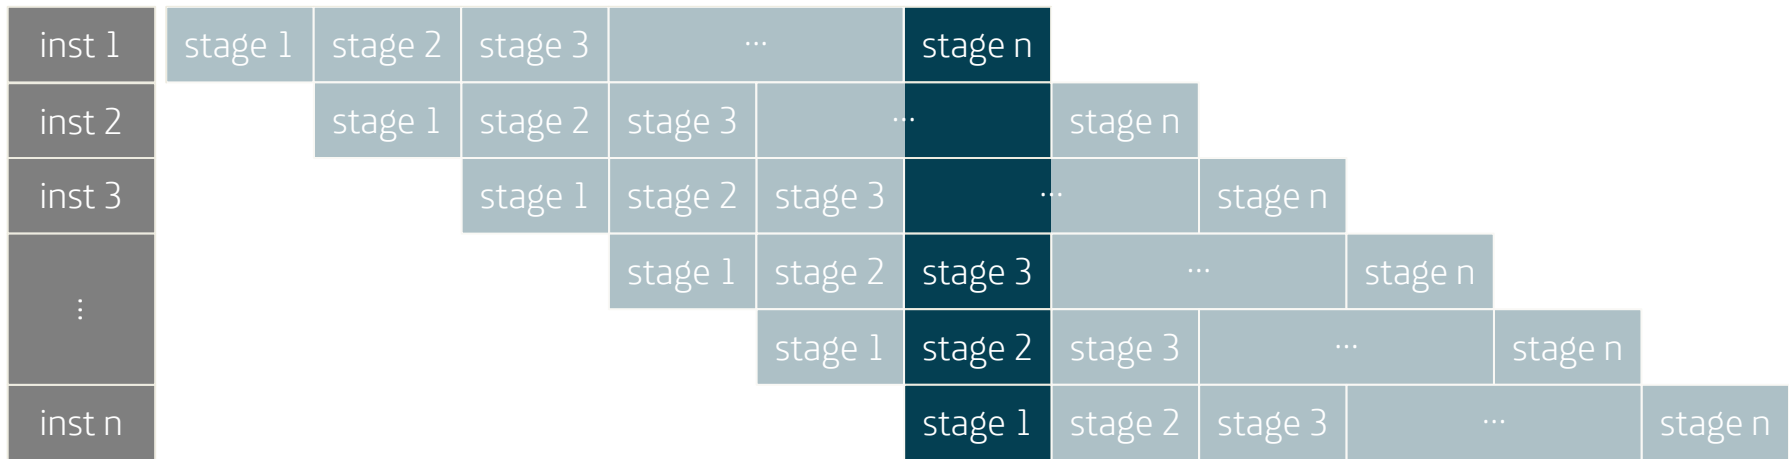 inst 1 stage 1 stage 2 stage 3 ... stage n
inst 2 stage 1 stage 2 stage 3 ... stage n
inst 3 stage 1 stage 2 stage 3 ... stage n
stage 1 stage 2 stage 3 ... stage n
⋮
stage 1 stage 2 stage 3 ... stage n
inst n stage 1 stage 2 stage 3 ... stage n